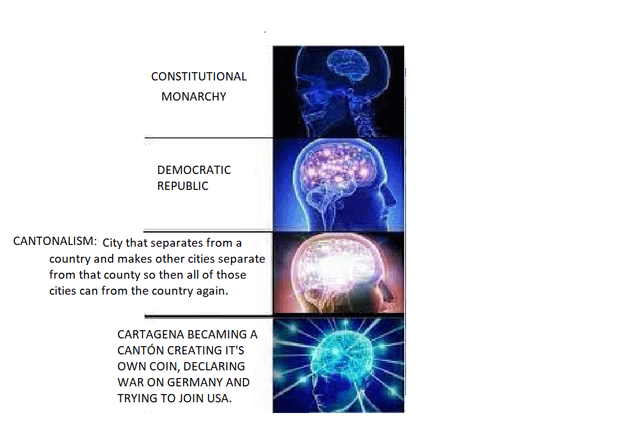 CONSTITUTIONAL
MONARCHY
DEMOCRATIC
REPUBLIC
CANTONALISM: City that separates from a
country and makes other cities separate
from that county so then all of those
cities can from the country again.
CARTAGENA BECAMING A
CANTÓN CREATING IT'S
OWN COIN, DECLARING
WAR ON GERMANY AND
TRYING TO JOIN USA.